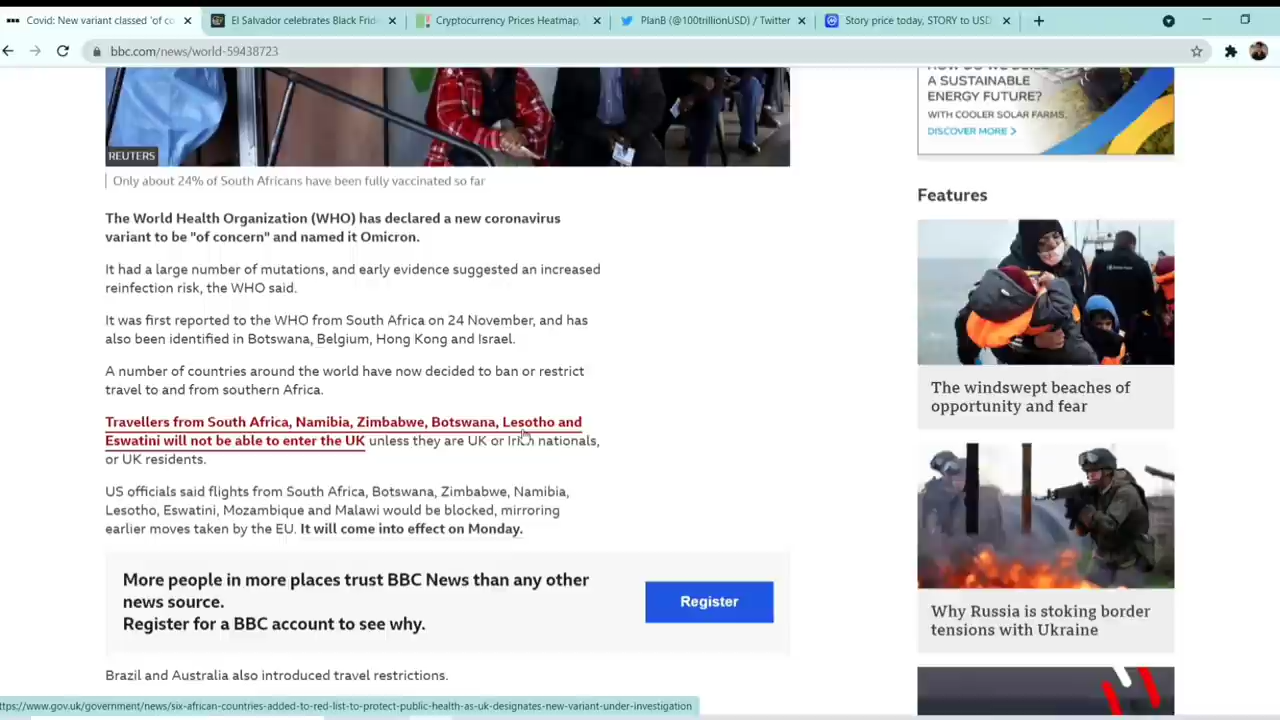 Covid: New variant classed 'of co
El Salvador celebrates Black Frid
Cryptocurrency Prices Heatmap,
PlanB (@100trillionUSD) / Twitter
Story price today, STORY to USD
bbc.com/news/world-59438723
REUTERS
Only about 24% of South Africans have been fully vaccinated so far
The World Health Organization (WHO) has declared a new coronavirus
variant to be "of concern" and named it Omicron.
It had a large number of mutations, and early evidence suggested an increased
reinfection risk, the WHO said.
It was first reported to the WHO from South Africa on 24 November, and has
also been identified in Botswana, Belgium, Hong Kong and Israel.
A number of countries around the world have now decided to ban or restrict
travel to and from southern Africa.
Travellers from South Africa, Namibia, Zimbabwe, Botswana, Lesotho and
Eswatini will not be able to enter the UK unless they are UK or Irish nationals,
or UK residents.
US officials said flights from South Africa, Botswana, Zimbabwe, Namibia,
Lesotho, Eswatini, Mozambique and Malawi would be blocked, mirroring
earlier moves taken by the EU. It will come into effect on Monday.
More people in more places trust BBC News than any other
news source.
Register for a BBC account to see why.
Register
Brazil and Australia also introduced travel restrictions.
ttps://www.gov.uk/government/news/six-african-countries-added-to-red-list-to-protect-public-health-as-uk-designates-new-variant-under-investigation
A SUSTAINABLE
ENERGY FUTURE?
WITH COOLER SOLAR FARMS.
DISCOVER MORE >
Features
The windswept beaches of
opportunity and fear
Why Russia is stoking border
tensions with Ukraine